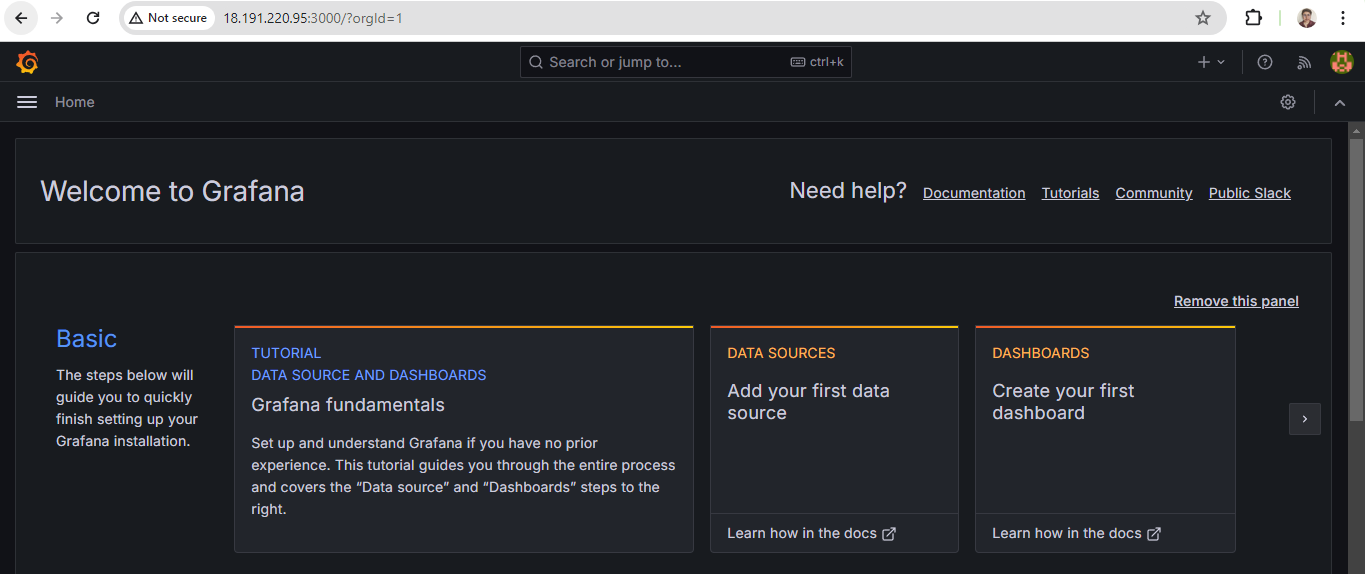 Not secure
18.191.220.95:3000/?orgId=1
Search or jump to...
ctrl+k
Home
Welcome to Grafana
Need help?
Documentation
Tutorials
Community
Public Slack
Remove this panel
Basic
The steps below will
guide you to quickly
finish setting up your
Grafana installation.
TUTORIAL
DATA SOURCE AND DASHBOARDS
Grafana fundamentals
Set up and understand Grafana if you have no prior
experience. This tutorial guides you through the entire process
and covers the “Data source” and “Dashboards” steps to the
right.
DATA SOURCES
Add your first data
source
Learn how in the docs
DASHBOARDS
Create your first
dashboard
Learn how in the docs